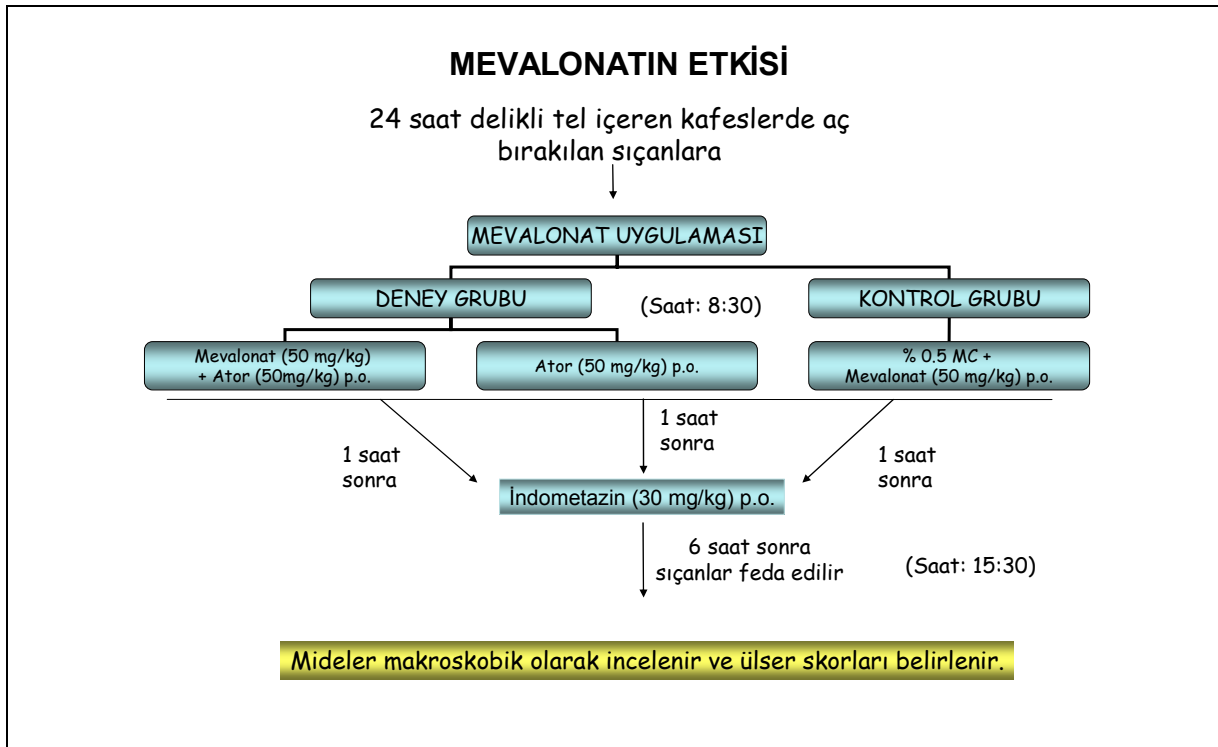 MEVALONATIN ETKİSİ
24 saat delikli tel içeren kafeslerde aç
bırakılan sıçanlara
MEVALONAT UYGULAMASI
DENEY GRUBU
(Saat: 8:30)
KONTROL GRUBU
Mevalonat (50 mg/kg)
+ Ator (50mg/kg) p.o.
Ator (50 mg/kg) p.o.
% 0.5 MC +
Mevalonat (50 mg/kg) p.o.
1 saat
sonra
1 saat
sonra
1 saat
sonra
İndometazin (30 mg/kg) p.o.
6 saat sonra
sıçanlar feda edilir
(Saat: 15:30)
Mideler makroskobik olarak incelenir ve ülser skorları belirlenir.